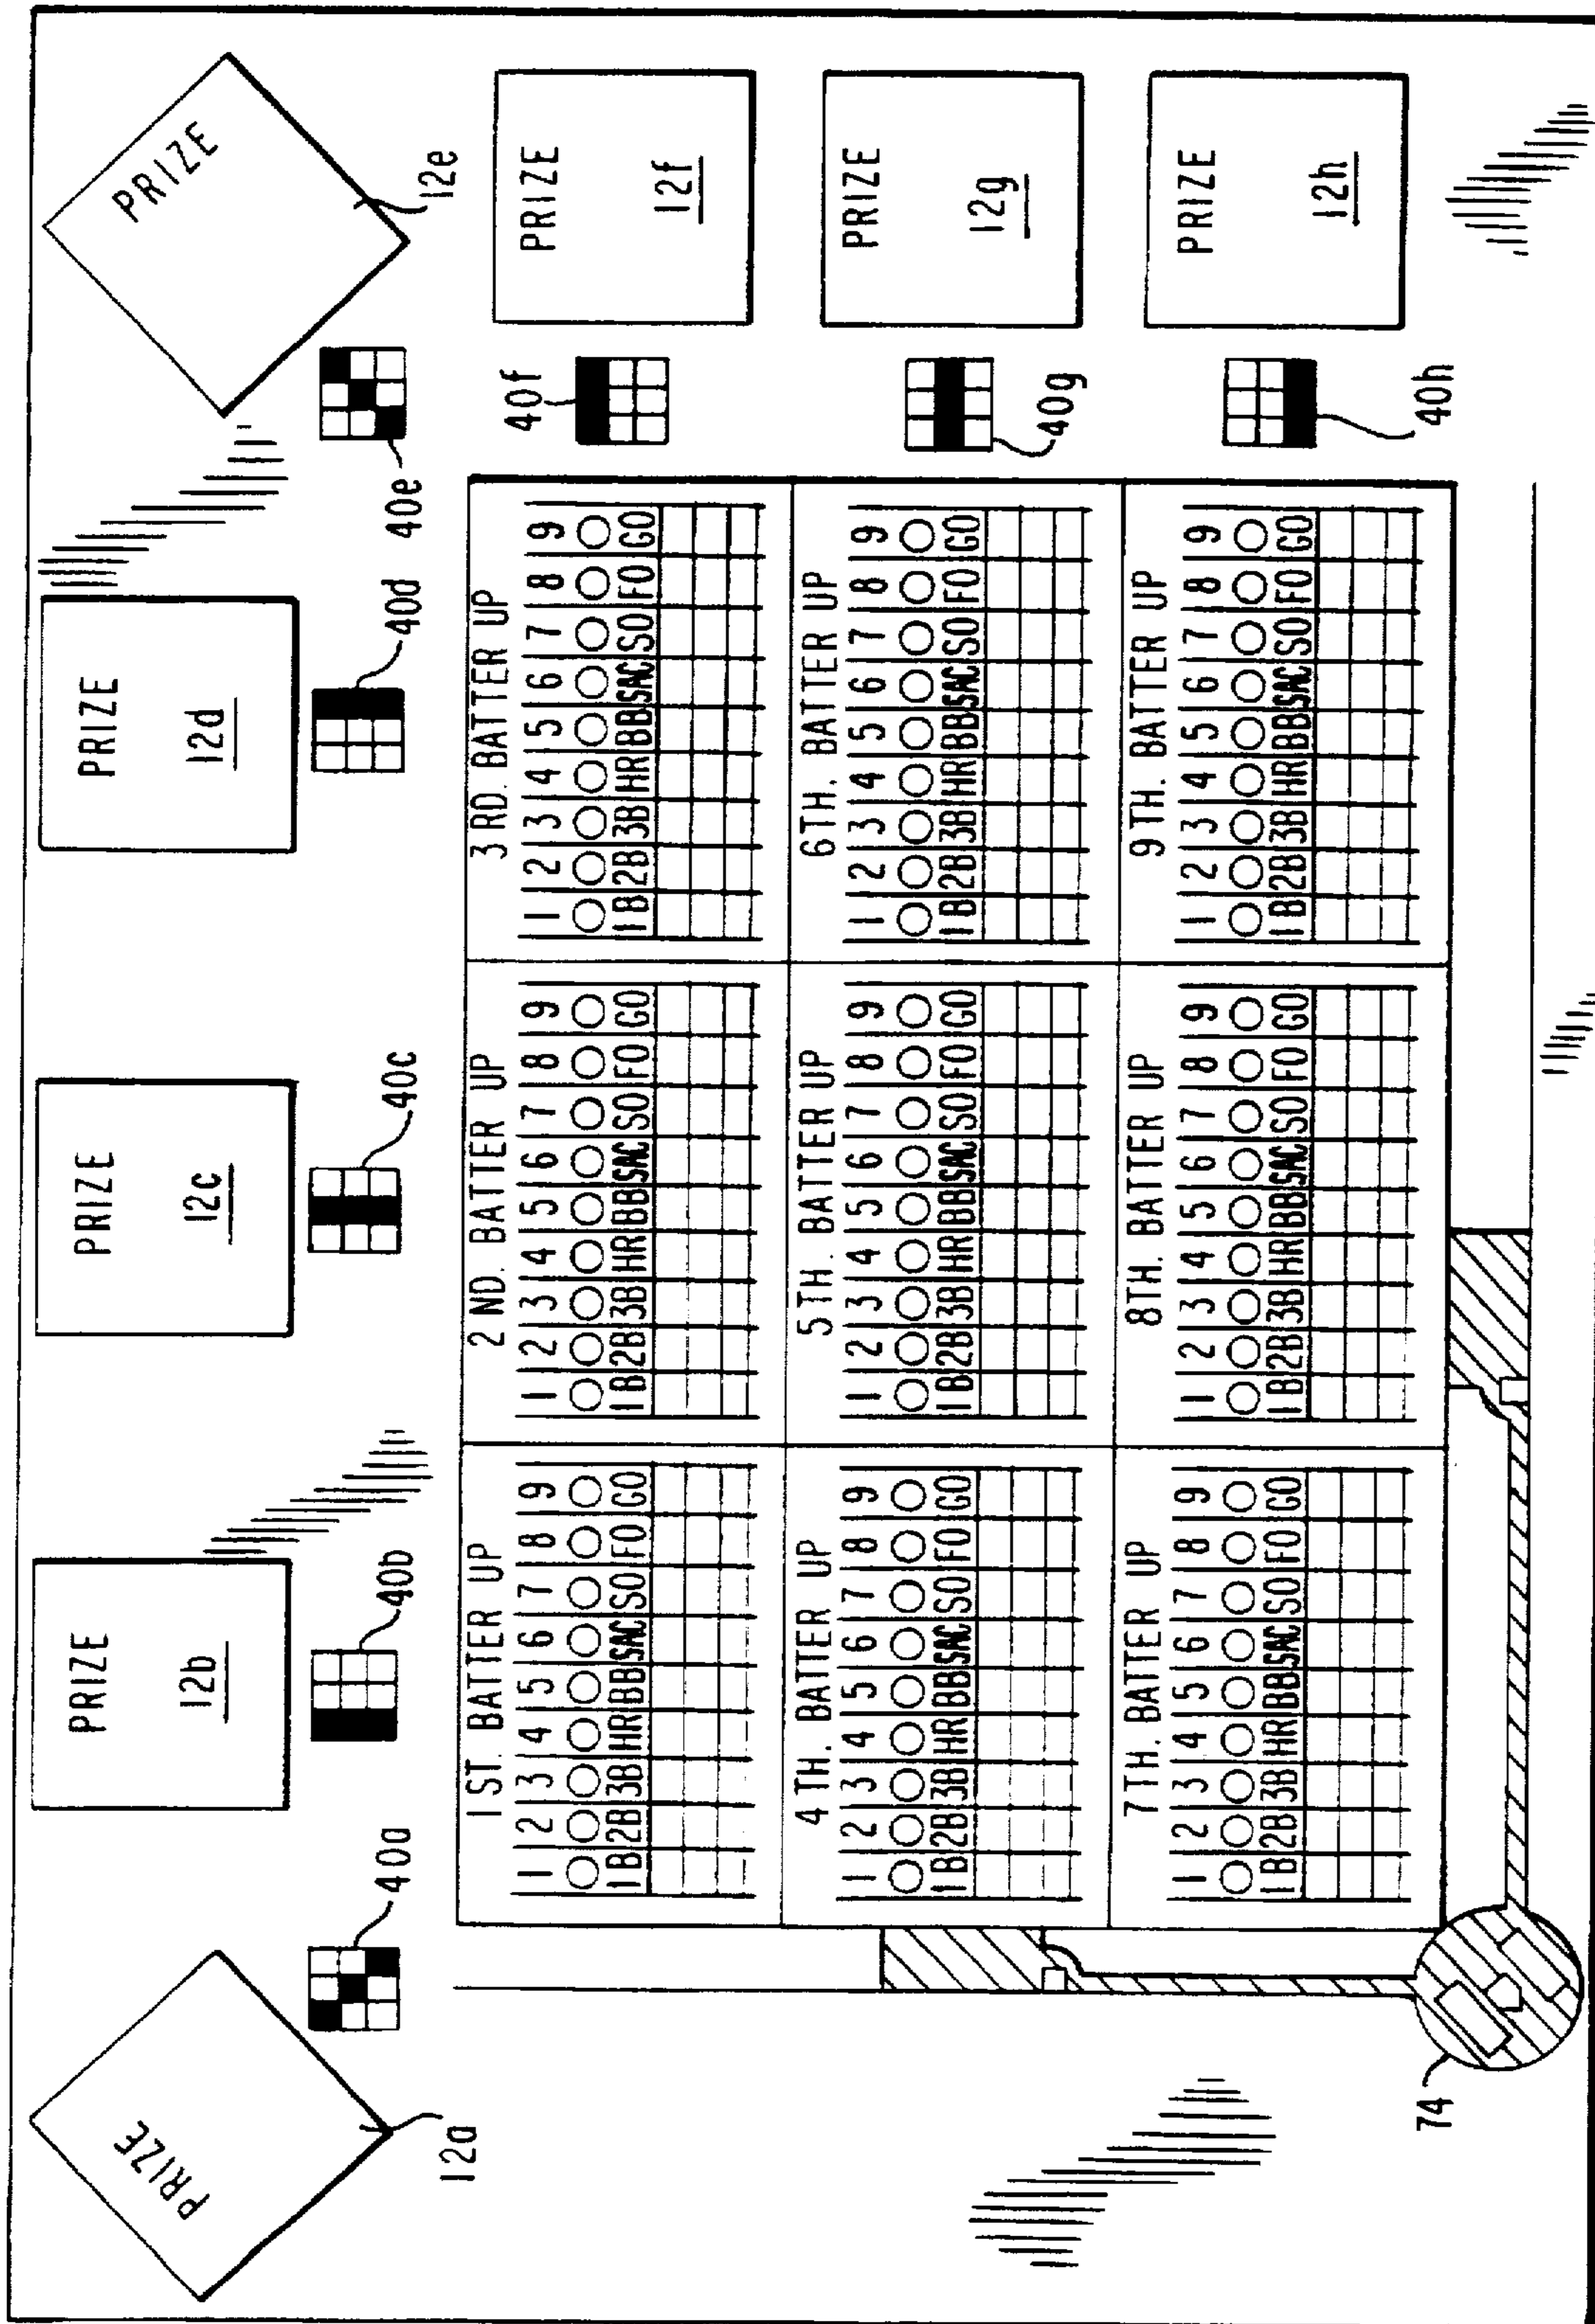 PRIZE
12a
40a
PRIZE
12b
40b
PRIZE
12c
40c
PRIZE
12d
40d
PRIZE
12e
40e
1ST. BATTER UP
1 2 3 4 5 6 7 8 9
1B 2B 3B HR BB SAC SO FO GO
2ND. BATTER UP
1 2 3 4 5 6 7 8 9
1B 2B 3B HR BB SAC SO FO GO
3RD. BATTER UP
1 2 3 4 5 6 7 8 9
1B 2B 3B HR BB SAC SO FO GO
40f
PRIZE
12f
4TH. BATTER UP
1 2 3 4 5 6 7 8 9
1B 2B 3B HR BB SAC SO FO GO
5TH. BATTER UP
1 2 3 4 5 6 7 8 9
1B 2B 3B HR BB SAC SO FO GO
6TH. BATTER UP
1 2 3 4 5 6 7 8 9
1B 2B 3B HR BB SAC SO FO GO
40g
PRIZE
12g
7TH. BATTER UP
1 2 3 4 5 6 7 8 9
1B 2B 3B HR BB SAC SO FO GO
8TH. BATTER UP
1 2 3 4 5 6 7 8 9
1B 2B 3B HR BB SAC SO FO GO
9TH. BATTER UP
1 2 3 4 5 6 7 8 9
1B 2B 3B HR BB SAC SO FO GO
40h
PRIZE
12h
74